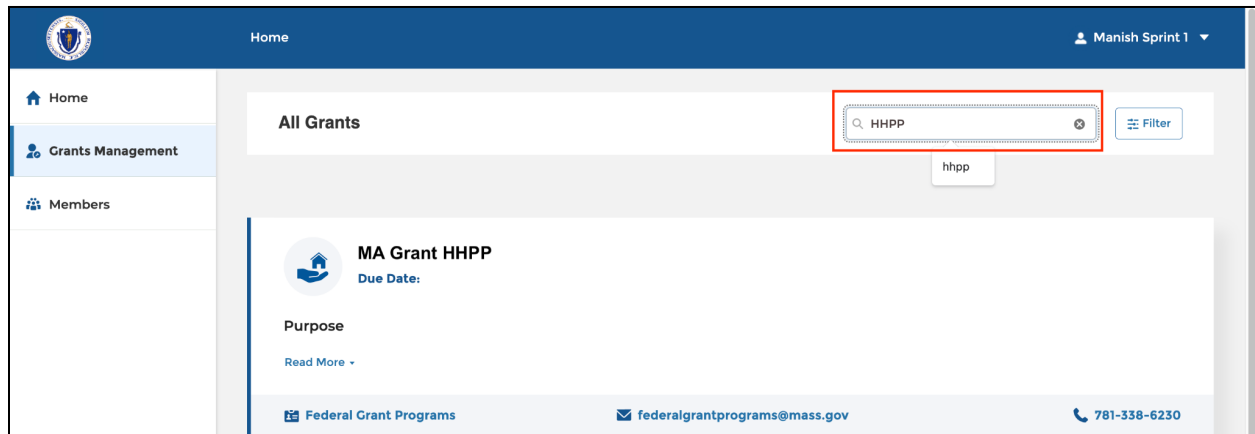 Home
Manish Sprint 1
Home
Grants Management
Members
All Grants
HHPP
Filter
hhpp
MA Grant HHPP
Due Date:
Purpose
Read More
Federal Grant Programs
federalgrantprograms@mass.gov
781-338-6230